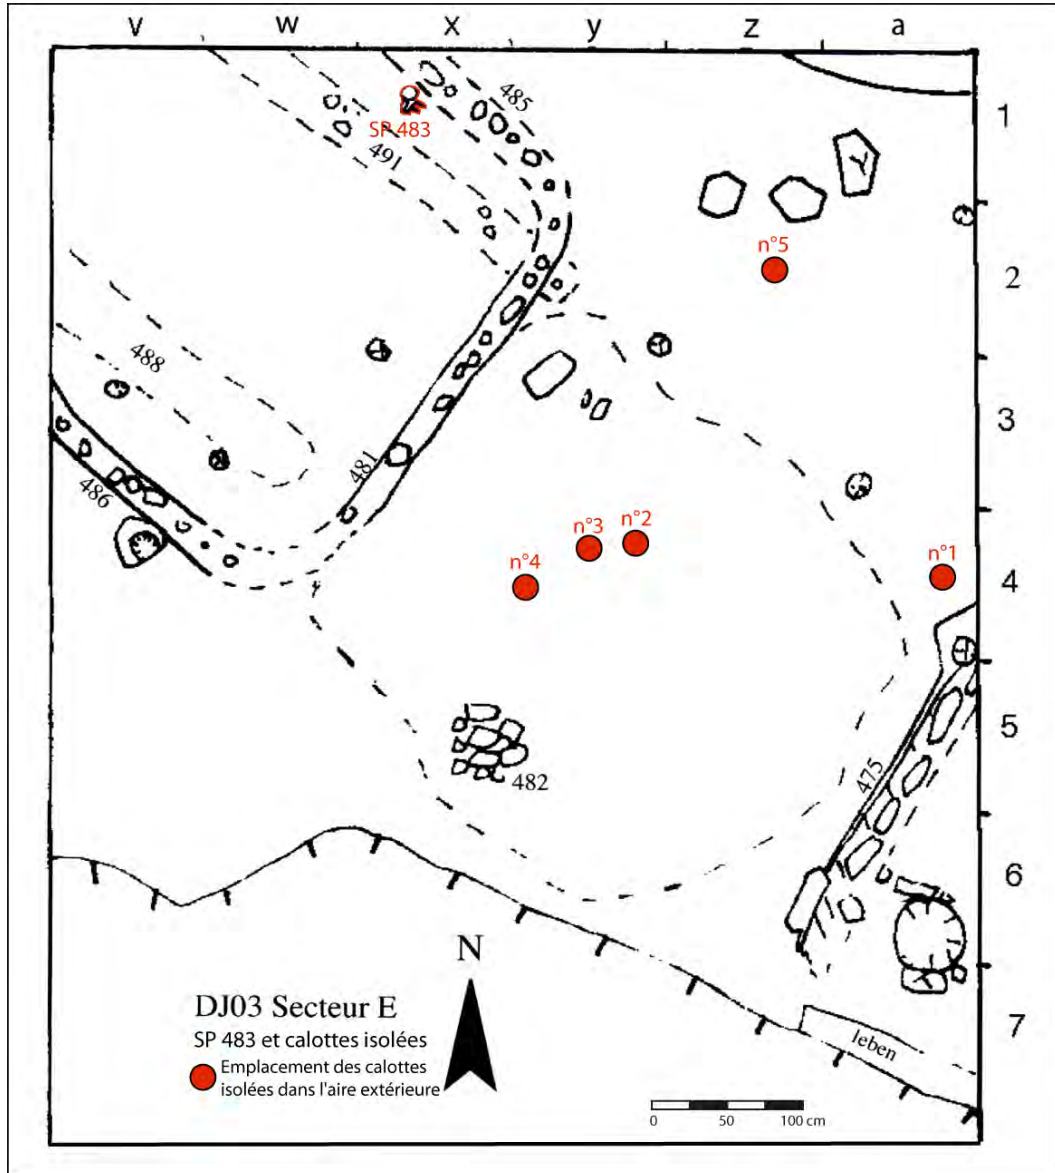 v w x y z a
485
1
SP 483
491
n°5
2
488
3
481
486
n°3 n°2
n°4
n°1
4
5
482
475
6
N
DJ03 Secteur E
7
SP 483 et calottes isolées
leben
Emplacement des calottes
isolées dans l'aire extérieure
0 50 100 cm